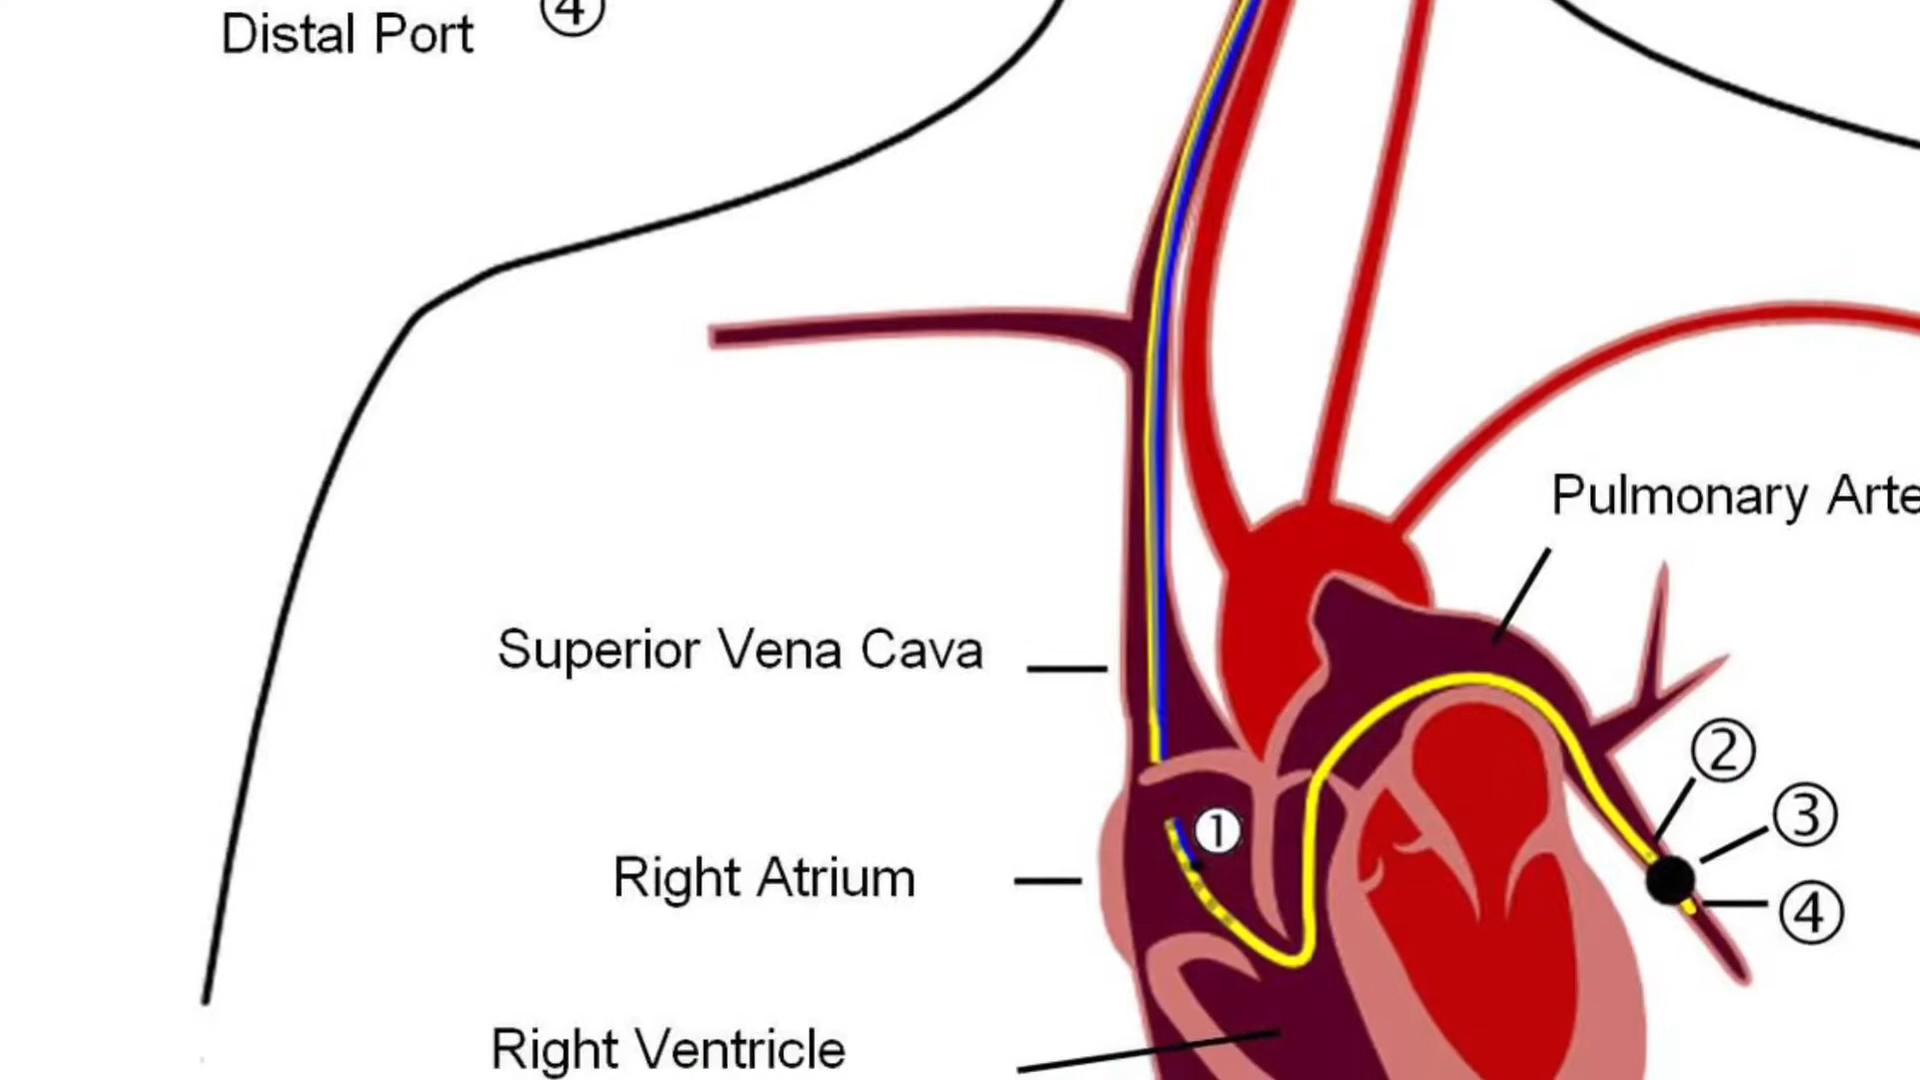 Distal Port ④
Pulmonary Arte
Superior Vena Cava
②
③
①
Right Atrium
④
Right Ventricle